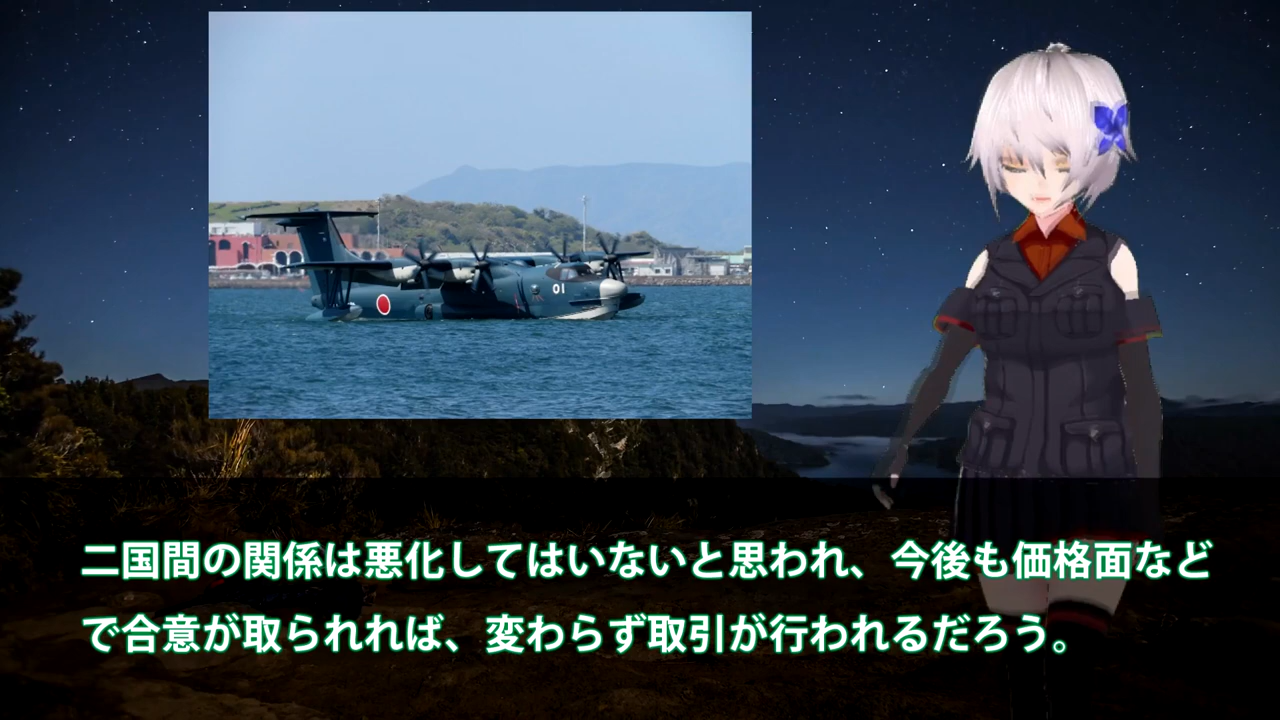 01
二国間の関係は悪化してはいないと思われ、今後も価格面など
で合意が取られれば、変わらず取引が行われるだろう。